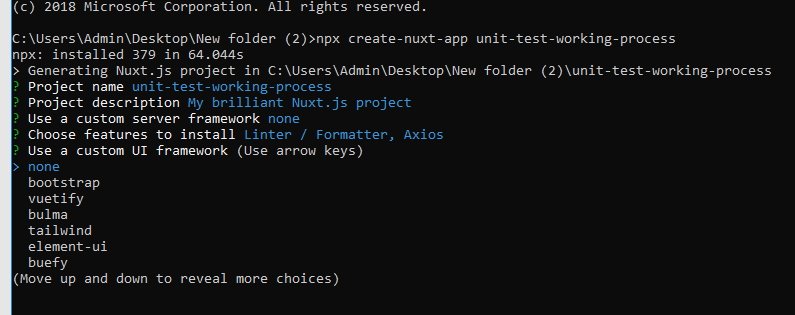 (c) 2018 Microsoft Corporation. All rights reserved.
C:\Users\Admin\Desktop\New folder (2)>npx create-nuxt-app unit-test-working-process
npx: installed 379 in 64.044s
> Generating Nuxt.js project in C:\Users\Admin\Desktop\New folder (2)\unit-test-working-process
? Project name unit-test-working-process
? Project description My brilliant Nuxt.js project
? Use a custom server framework none
? Choose features to install Linter / Formatter, Axios
? Use a custom UI framework (Use arrow keys)
> none
bootstrap
vuetify
bulma
tailwind
element-ui
buefy
(Move up and down to reveal more choices)